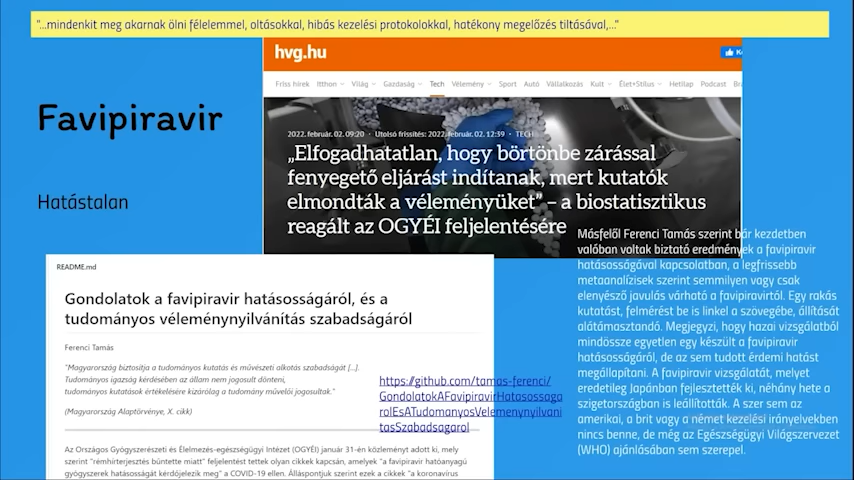 "...mindenkit meg akarnak ölni félelemmel, oltásokkal, hibás kezelési protokolokkal, hatékony megelőzés tiltásával,..."
hvg.hu
Friss hírek Itthon Világ Gazdaság Tech Vélemény Sport Autó Vállalkozás Kult Élet+Stílus Hetilap Podcast
Favipiravir
Hatástalan
2022. február. 02. 09:20 · Utolsó frissítés: 2022. február. 02. 12:39 · TECH
„Elfogadhatatlan, hogy börtönbe zárással
fenyegető eljárást indítanak, mert kutatók
elmondták a véleményüket” – a biostatisztikus
reagált az OGYÉI feljelentésére
Másfelől Ferenci Tamás szerint bár kezdetben
valóban voltak biztató eredmények a favipiravir
hatásosságával kapcsolatban, a legfrissebb
metaanalízisek szerint semmilyen vagy csak
elenyésző javulás várható a favipiravirtól. Egy rakás
kutatást, felmérést be is linkel a szövegébe, állítását
alátámasztandó. Megjegyzi, hogy hazai vizsgálatból
mindössze egyetlen egy készült a favipiravir
hatásosságáról, de az sem tudott érdemi hatást
megállapítani. A favipiravir vizsgálatát, melyet
eredetileg Japánban fejlesztették ki, néhány hete a
szigetországban is leállították. A szer sem az
amerikai, a brit vagy a német kezelési irányelvekben
nincs benne, de még az Egészségügyi Világszervezet
(WHO) ajánlásában sem szerepel.
README.md
Gondolatok a favipiravir hatásosságáról, és a
tudományos véleménynyilvánítás szabadságáról
Ferenci Tamás
"Magyarország biztosítja a tudományos kutatás és művészeti alkotás szabadságát [...].
Tudományos igazság kérdésében az állam nem jogosult dönteni,
tudományos kutatások értékelésére kizárólag a tudomány művelői jogosultak."
(Magyarország Alaptörvénye, X. cikk)
https://github.com/tamas-ferenci/
GondolatokAFavipiravirHatasossaga
rolEsATudomanyosVelemenynyilvani
tasSzabadsagarol
Az Országos Gyógyszerészeti és Élelmezés-egészségügyi Intézet (OGYÉI) január 31-én közleményt adott ki, mely
szerint "rémhírterjesztés bűntette miatt" feljelentést tettek olyan cikkek kapcsán, amelyek "a favipiravir hatóanyagú
gyógyszerek hatásosságát kérdőjelezik meg" a COVID-19 ellen. Álláspontjuk szerint ezek a cikkek "a koronavírus